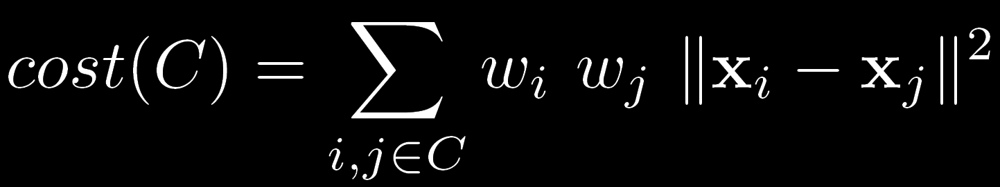 cost(C) = ∑_{i,j∈C} w_i w_j ‖x_i − x_j‖²